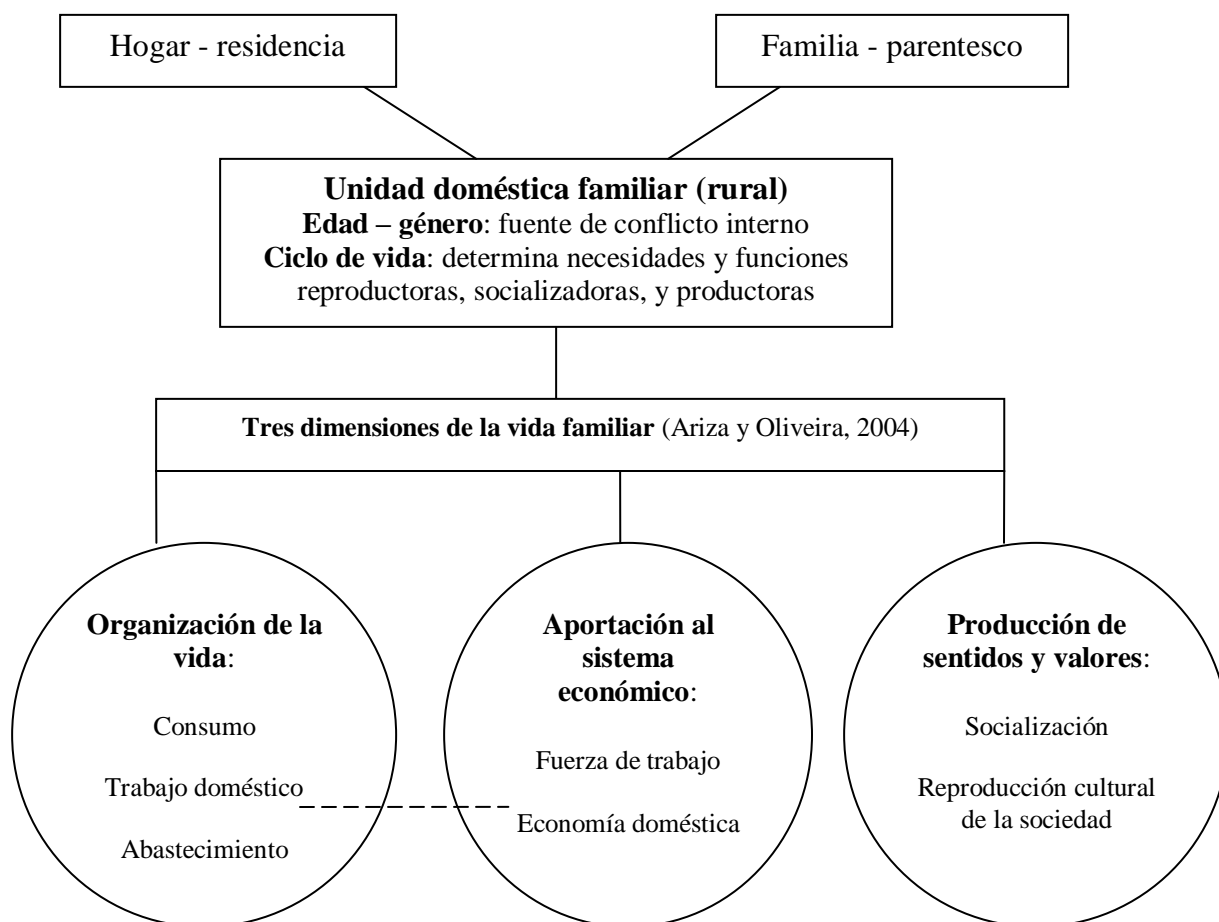 Hogar - residencia
Familia - parentesco
Unidad doméstica familiar (rural)
Edad – género: fuente de conflicto interno
Ciclo de vida: determina necesidades y funciones
reproductoras, socializadoras, y productoras
Tres dimensiones de la vida familiar (Ariza y Oliveira, 2004)
Organización de la
vida:
Consumo
Trabajo doméstico
Abastecimiento
Aportación al
sistema
económico:
Fuerza de trabajo
Economía doméstica
Producción de
sentidos y valores:
Socialización
Reproducción cultural
de la sociedad